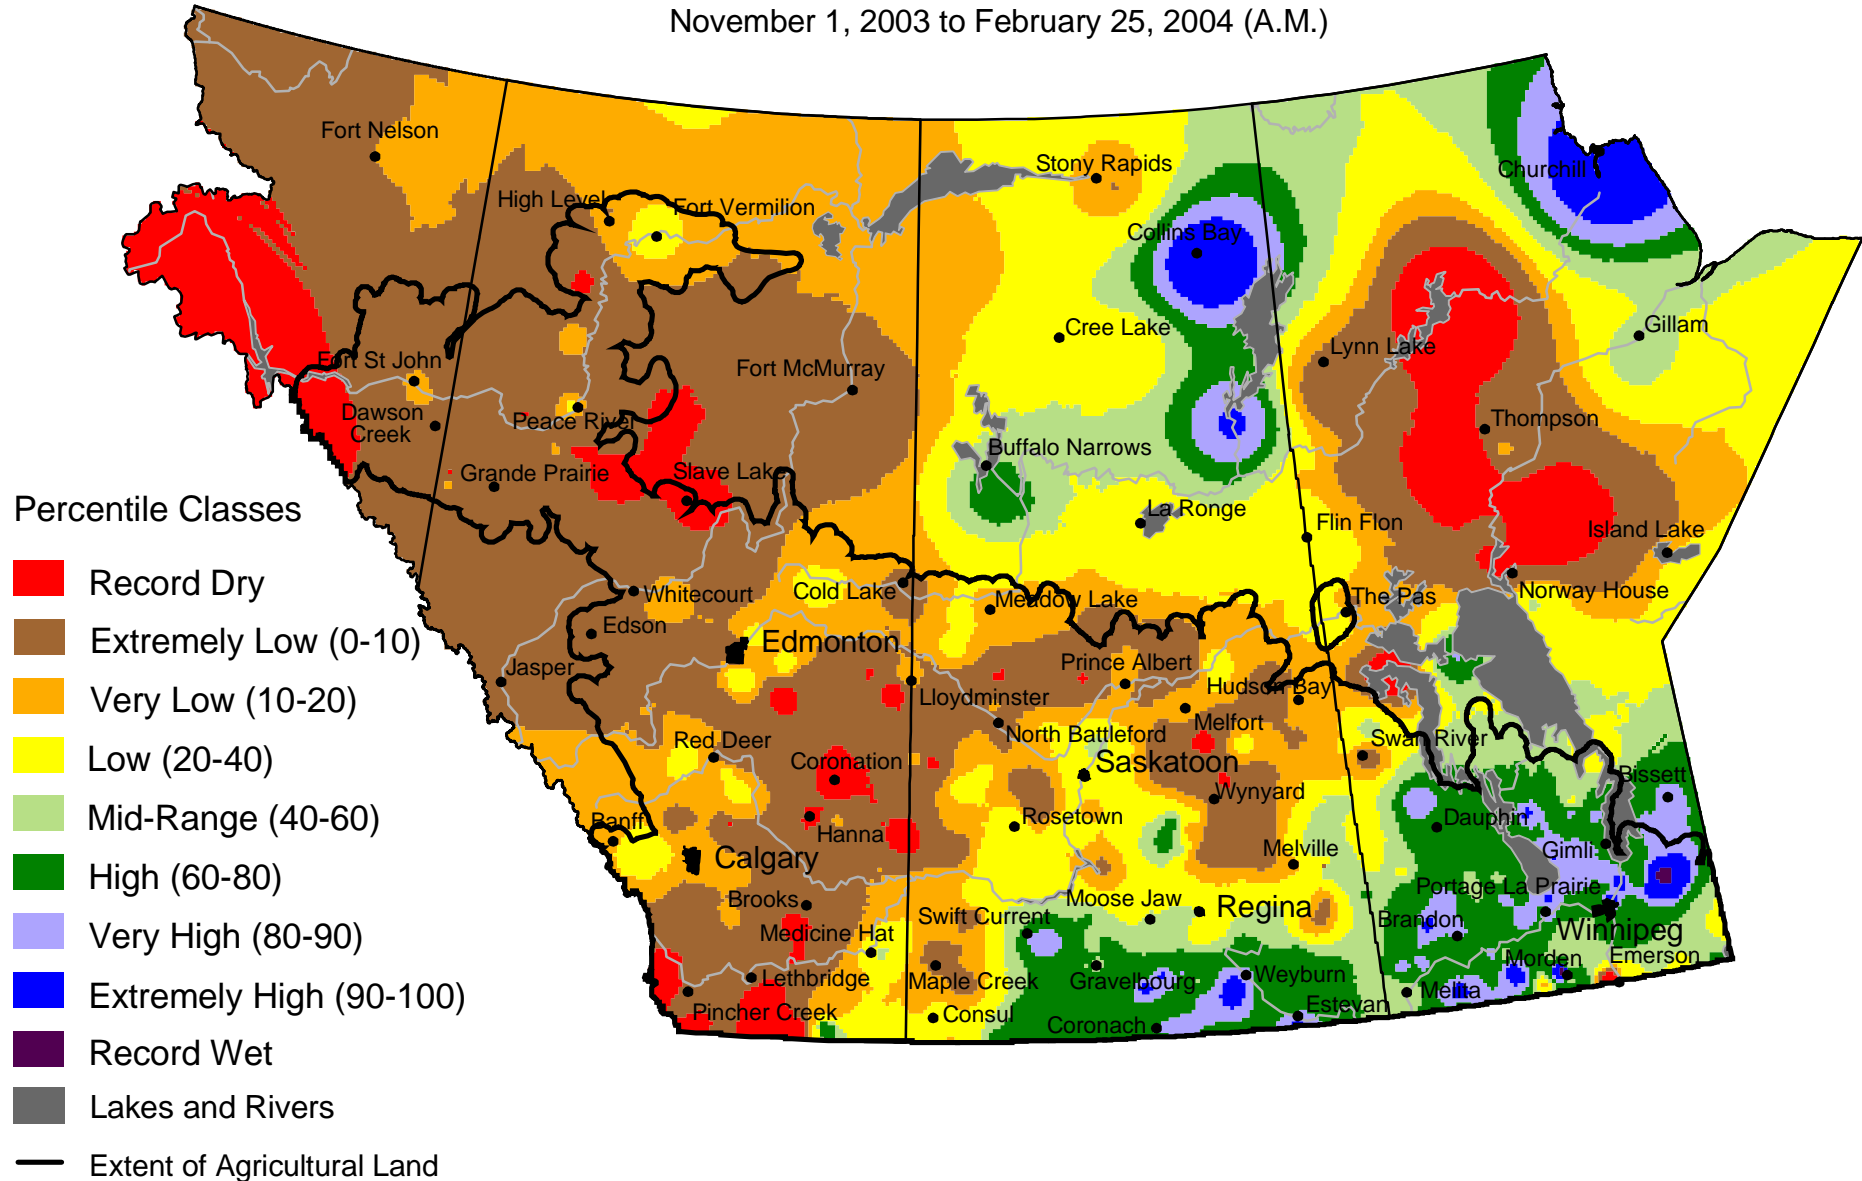 November 1, 2003 to February 25, 2004 (A.M.)
Fort Nelson
Stony Rapids
Churchill
High Level
Fort Vermilion
Collins Bay
Cree Lake
Gillam
Lynn Lake
Fort St John
Fort McMurray
Dawson
Creek
Peace River
Thompson
Buffalo Narrows
Grande Prairie
Slave Lake
La Ronge
Flin Flon
Island Lake
Whitecourt
Cold Lake
Meadow Lake
The Pas
Norway House
Edson
Edmonton
Jasper
Prince Albert
Lloydminster
Hudson Bay
North Battleford
Melfort
Red Deer
Swan River
Coronation
Saskatoon
Bissett
Wynyard
Banff
Hanna
Rosetown
Dauphin
Calgary
Melville
Gimli
Brooks
Moose Jaw
Regina
Portage La Prairie
Swift Current
Brandon
Medicine Hat
Winnipeg
Lethbridge
Maple Creek
Gravelbourg
Weyburn
Morden
Emerson
Pincher Creek
Consul
Coronach
Estevan
Melita
Percentile Classes
Record Dry
Extremely Low (0-10)
Very Low (10-20)
Low (20-40)
Mid-Range (40-60)
High (60-80)
Very High (80-90)
Extremely High (90-100)
Record Wet
Lakes and Rivers
Extent of Agricultural Land